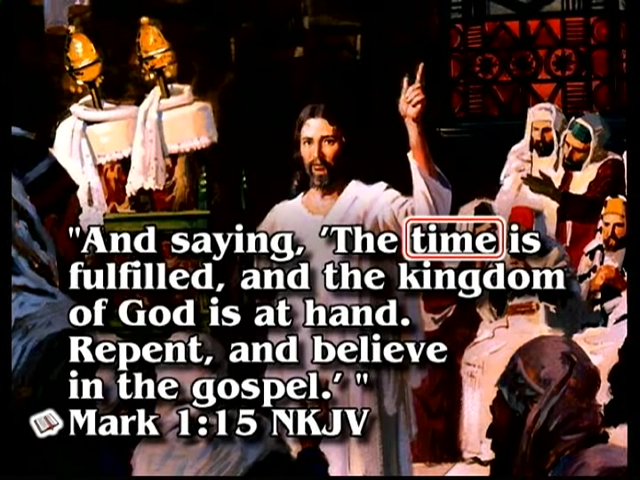 "And saying, 'The time is
fulfilled, and the kingdom
of God is at hand.
Repent, and believe
in the gospel.' "
Mark 1:15 NKJV